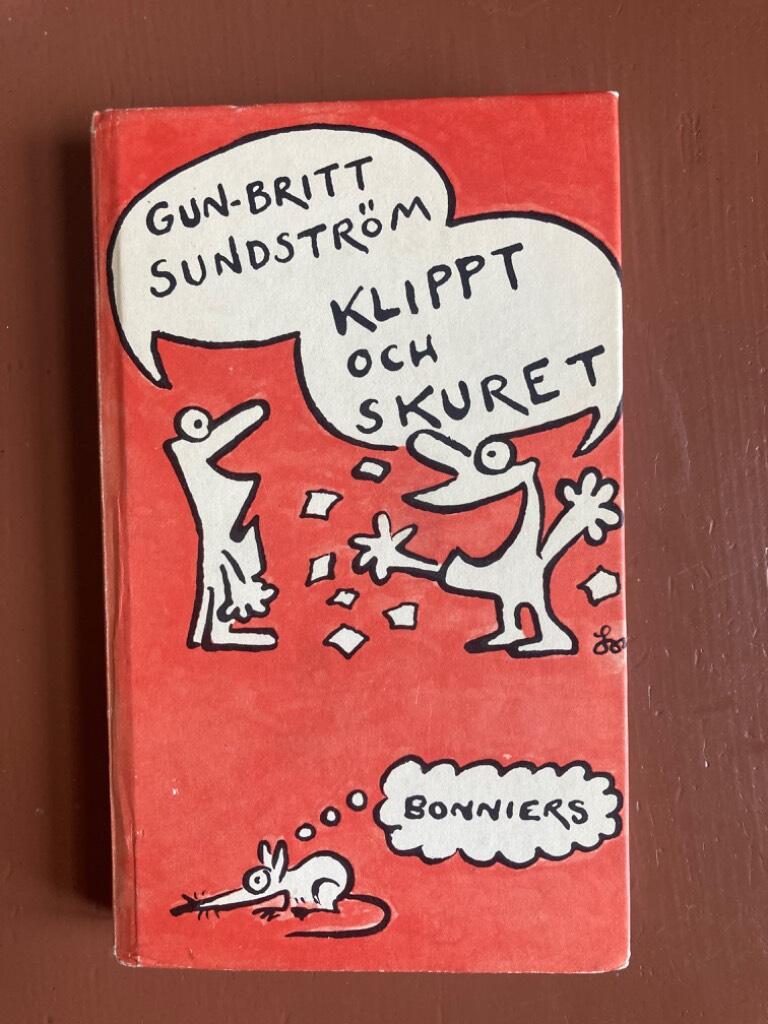 GUN-BRITT
SUNDSTRÖM
KLIPPT
OCH
SKURET
BONNIERS